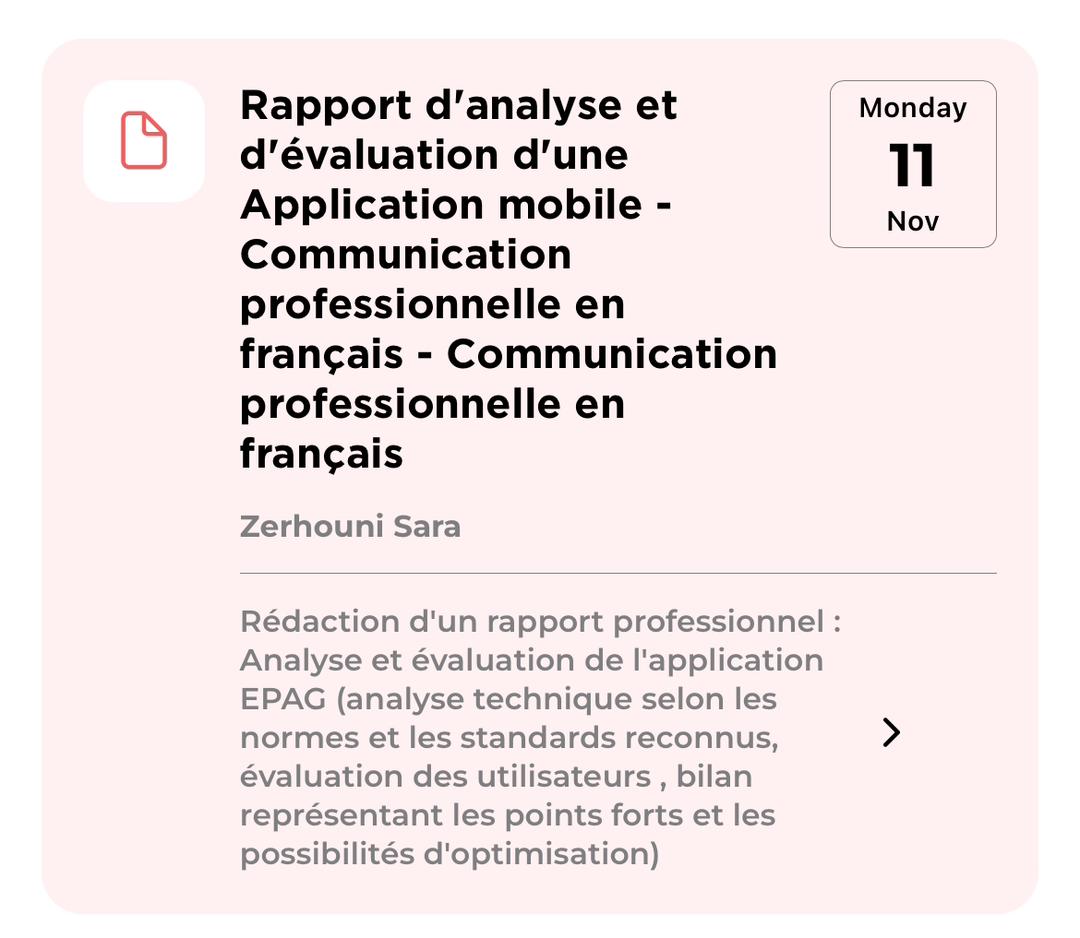 Rapport d'analyse et
d'évaluation d'une
Application mobile -
Communication
professionnelle en
français - Communication
professionnelle en
français
Monday
11
Nov
Zerhouni Sara
Rédaction d'un rapport professionnel :
Analyse et évaluation de l'application
EPAG (analyse technique selon les
normes et les standards reconnus,
évaluation des utilisateurs , bilan
représentant les points forts et les
possibilités d'optimisation)